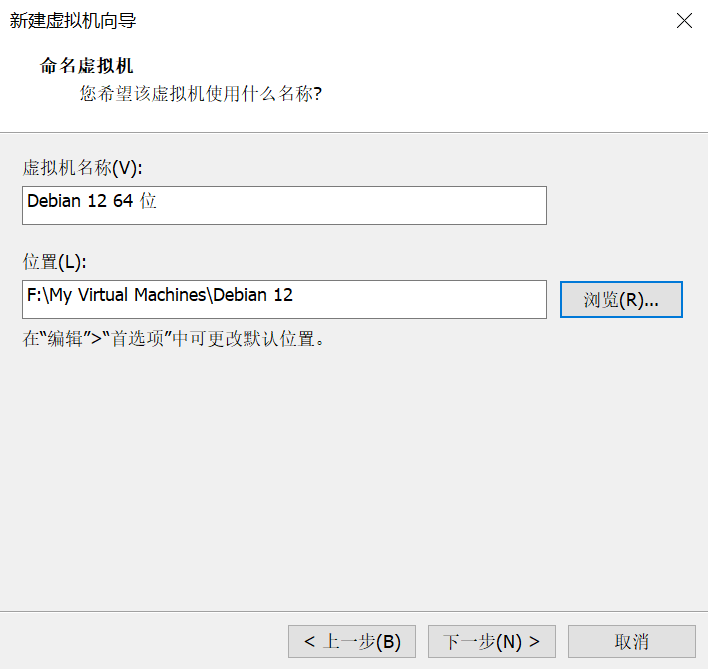 新建虚拟机向导
命名虚拟机
您希望该虚拟机使用什么名称?
虚拟机名称(V):
Debian 12 64 位
位置(L):
F:\My Virtual Machines\Debian 12
浏览(R)...
在“编辑”>“首选项”中可更改默认位置。
< 上一步(B)
下一步(N) >
取消